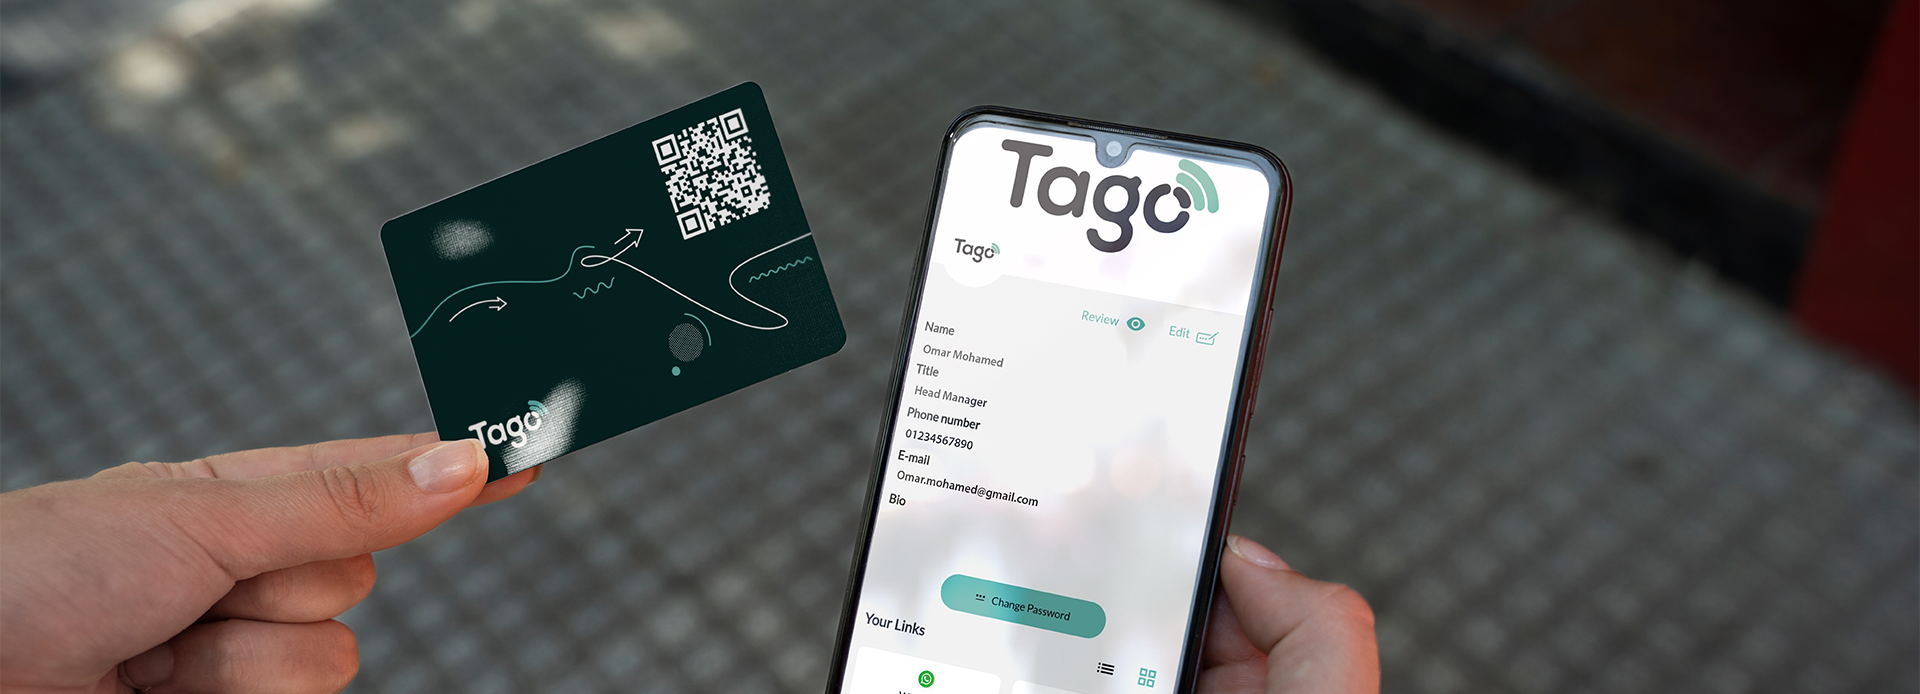 Tago
Tago
Tago
Review
Edit
Name
Omar Mohamed
Title
Head Manager
Phone number
01234567890
E-mail
Omar.mohamed@gmail.com
Bio
Change Password
Your Links